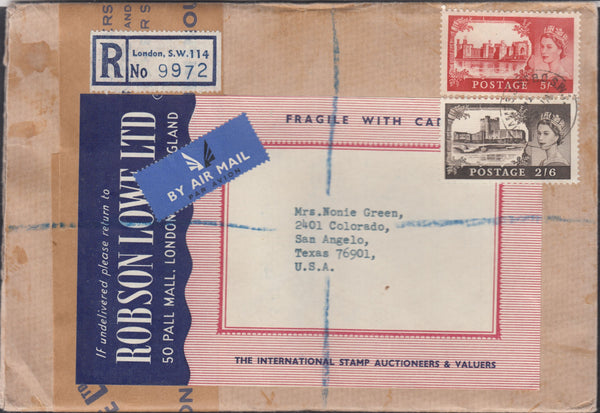 R
London, S.W.114
No 9972
POSTAGE 5/-
POSTAGE 2/6
FRAGILE WITH
BY AIR MAIL
PAR AVION
If undelivered please return to
ROBSON LOWE LTD
50 PALL MALL, LONDON
Mrs.Nonie Green,
2401 Colorado,
San Angelo,
Texas 76901,
U.S.A.
THE INTERNATIONAL STAMP AUCTIONEERS & VALUERS